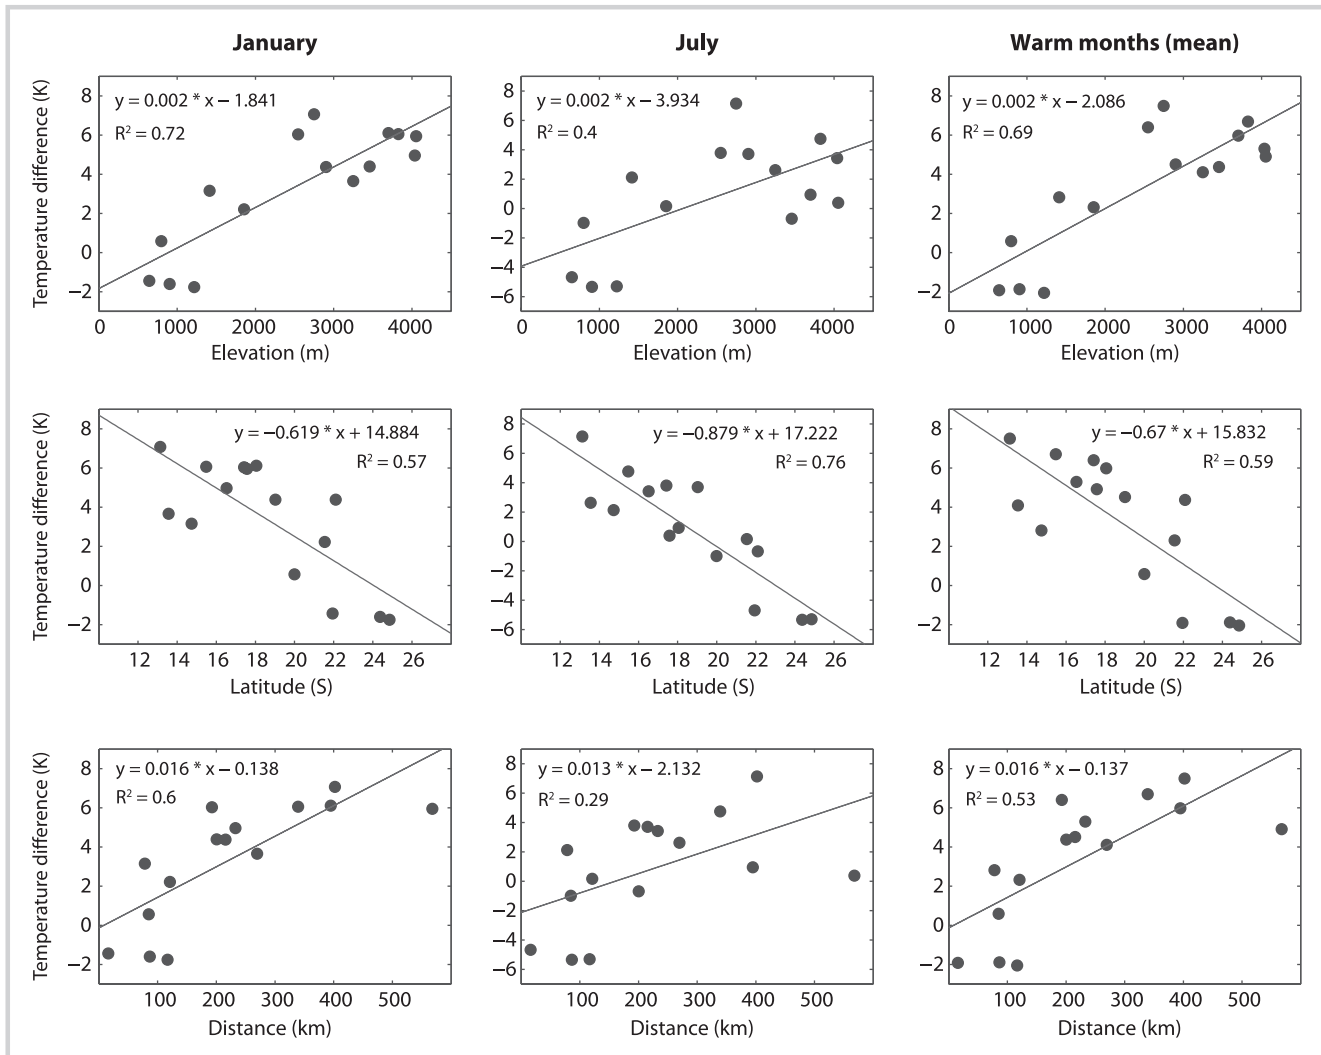 January July Warm months (mean)
Temperature difference (K)
y = 0.002 * x − 1.841
R² = 0.72
8
6
4
2
0
−2
0 1000 2000 3000 4000
Elevation (m)
y = 0.002 * x − 3.934
R² = 0.4
8
6
4
2
0
−2
−4
−6
0 1000 2000 3000 4000
Elevation (m)
y = 0.002 * x − 2.086
R² = 0.69
8
6
4
2
0
−2
0 1000 2000 3000 4000
Elevation (m)
Temperature difference (K)
y = −0.619 * x + 14.884
R² = 0.57
8
6
4
2
0
−2
12 14 16 18 20 22 24 26
Latitude (S)
y = −0.879 * x + 17.222
R² = 0.76
8
6
4
2
0
−2
−4
−6
12 14 16 18 20 22 24 26
Latitude (S)
y = −0.67 * x + 15.832
R² = 0.59
8
6
4
2
0
−2
12 14 16 18 20 22 24 26
Latitude (S)
Temperature difference (K)
y = 0.016 * x − 0.138
R² = 0.6
8
6
4
2
0
−2
100 200 300 400 500
Distance (km)
y = 0.013 * x − 2.132
R² = 0.29
8
6
4
2
0
−2
−4
−6
100 200 300 400 500
Distance (km)
y = 0.016 * x − 0.137
R² = 0.53
8
6
4
2
0
−2
100 200 300 400 500
Distance (km)